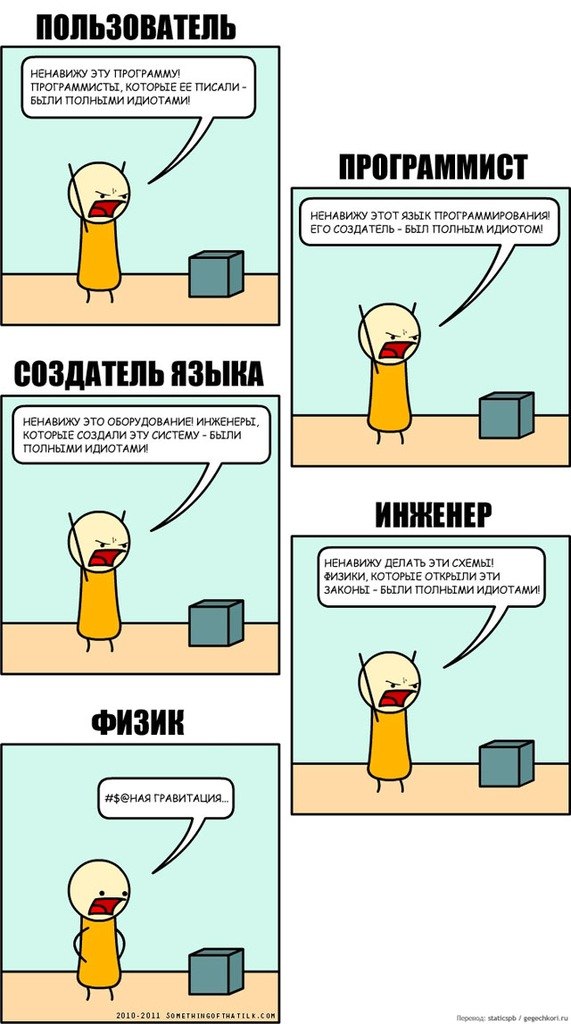 ПОЛЬЗОВАТЕЛЬ
НЕНАВИЖУ ЭТУ ПРОГРАММУ!
ПРОГРАММИСТЫ, КОТОРЫЕ ЕЕ ПИСАЛИ –
БЫЛИ ПОЛНЫМИ ИДИОТАМИ!
ПРОГРАММИСТ
НЕНАВИЖУ ЭТОТ ЯЗЫК ПРОГРАММИРОВАНИЯ!
ЕГО СОЗДАТЕЛЬ – БЫЛ ПОЛНЫМ ИДИОТОМ!
СОЗДАТЕЛЬ ЯЗЫКА
НЕНАВИЖУ ЭТО ОБОРУДОВАНИЕ! ИНЖЕНЕРЫ,
КОТОРЫЕ СОЗДАЛИ ЭТУ СИСТЕМУ – БЫЛИ
ПОЛНЫМИ ИДИОТАМИ!
ИНЖЕНЕР
НЕНАВИЖУ ДЕЛАТЬ ЭТИ СХЕМЫ!
ФИЗИКИ, КОТОРЫЕ ОТКРЫЛИ ЭТИ
ЗАКОНЫ – БЫЛИ ПОЛНЫМИ ИДИОТАМИ!
ФИЗИК
#$@НАЯ ГРАВИТАЦИЯ...
2010-2011 SOMETHINGOFTHATILK.COM
Перевод: staticspb / gegechkori.ru